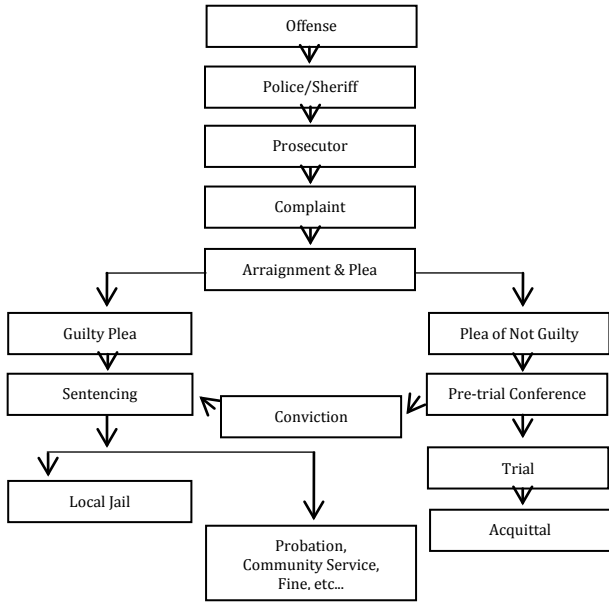 Offense
Police/Sheriff
Prosecutor
Complaint
Arraignment & Plea
Guilty Plea
Plea of Not Guilty
Sentencing
Pre-trial Conference
Conviction
Trial
Local Jail
Acquittal
Probation,
Community Service,
Fine, etc...